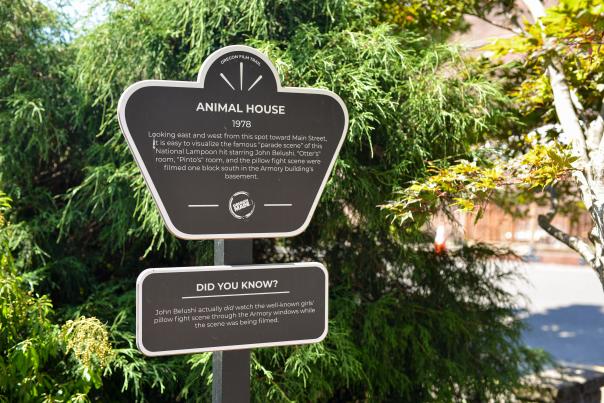 OREGON FILM TRAIL
ANIMAL HOUSE
1978
Looking east and west from this spot toward Main Street,
it is easy to visualize the famous "parade scene" of this
National Lampoon hit starring John Belushi. "Otter's"
room, "Pinto's" room, and the pillow fight scene were
filmed one block south in the Armory building's
basement.
DID YOU KNOW?
John Belushi actually did watch the well-known girls'
pillow fight scene through the Armory windows while
the scene was being filmed.